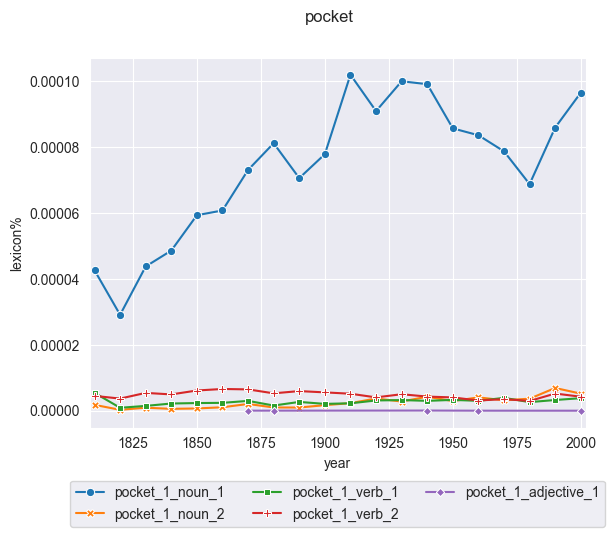 pocket
0.00010
0.00008
0.00006
0.00004
0.00002
0.00000
lexicon%
1825 1850 1875 1900 1925 1950 1975 2000
year
pocket_1_noun_1 pocket_1_verb_1 pocket_1_adjective_1
pocket_1_noun_2 pocket_1_verb_2